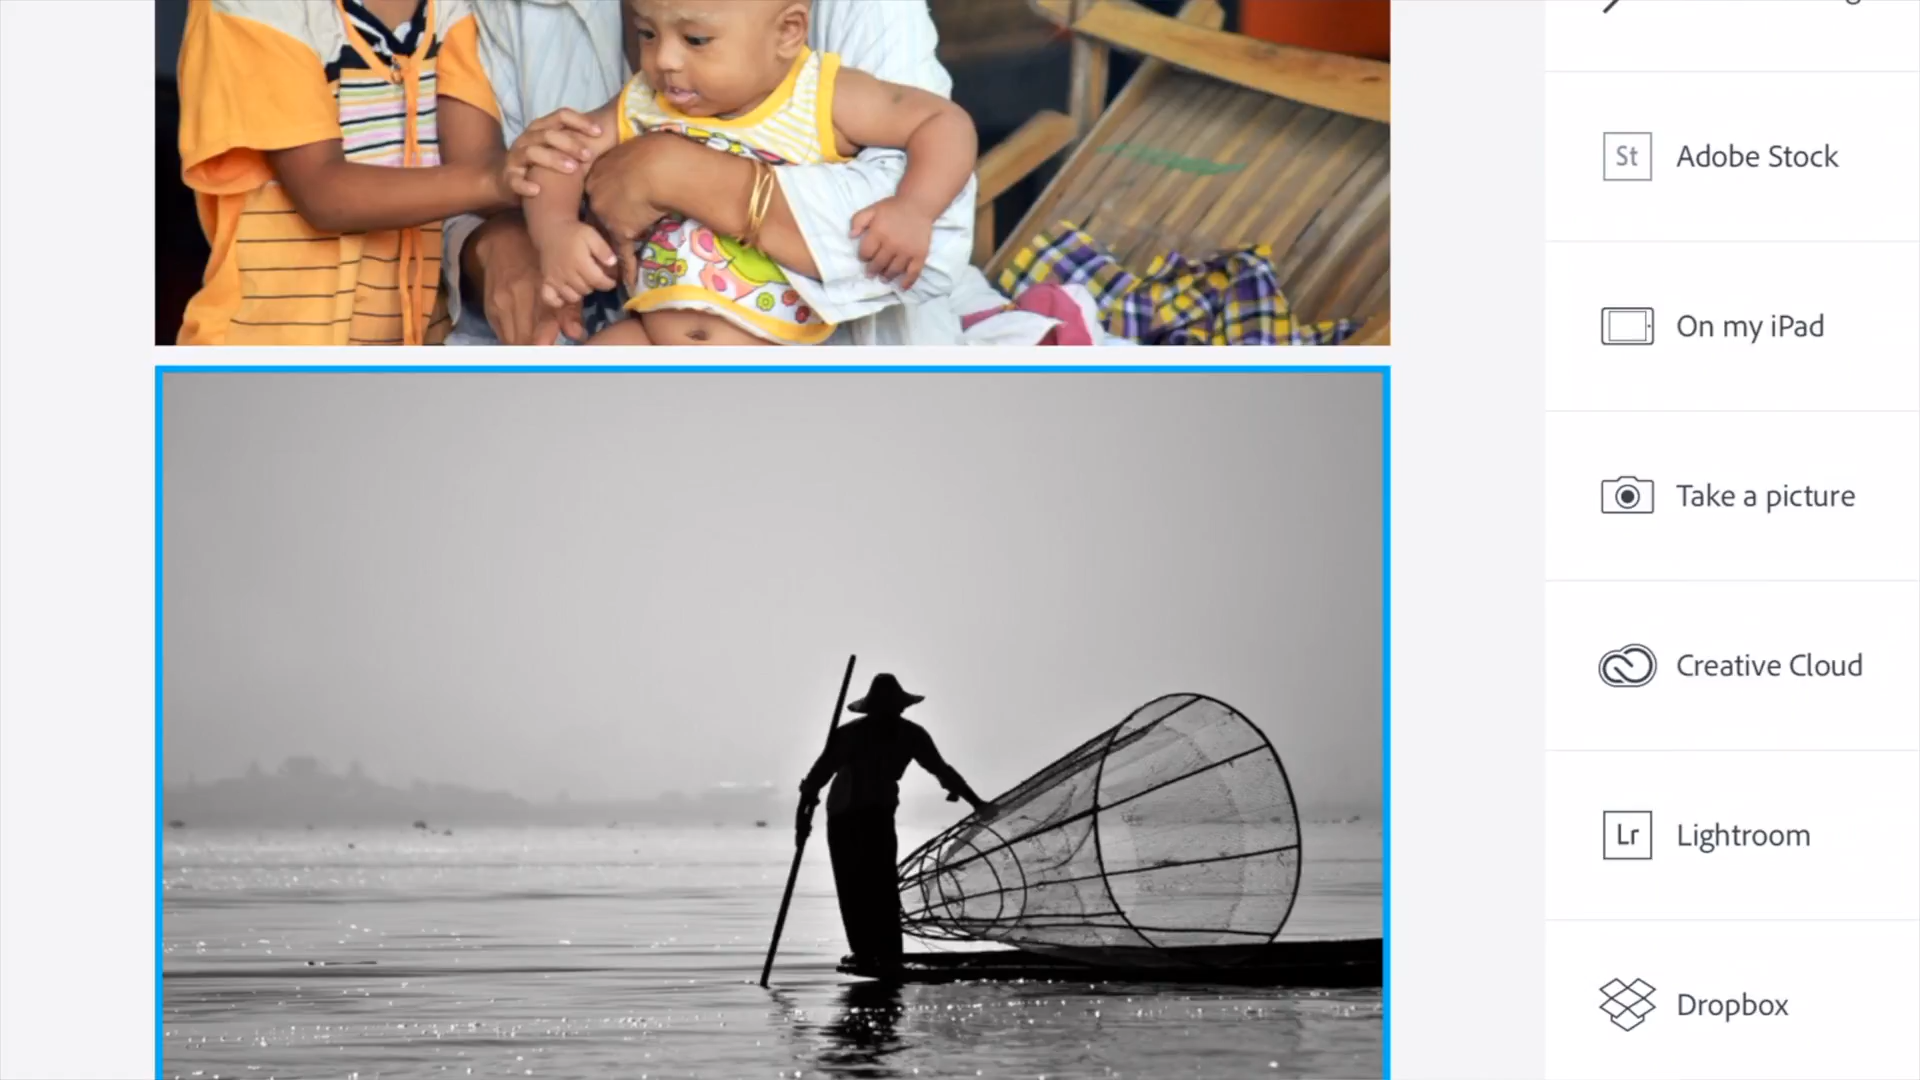 St Adobe Stock
On my iPad
Take a picture
Creative Cloud
Lr Lightroom
Dropbox